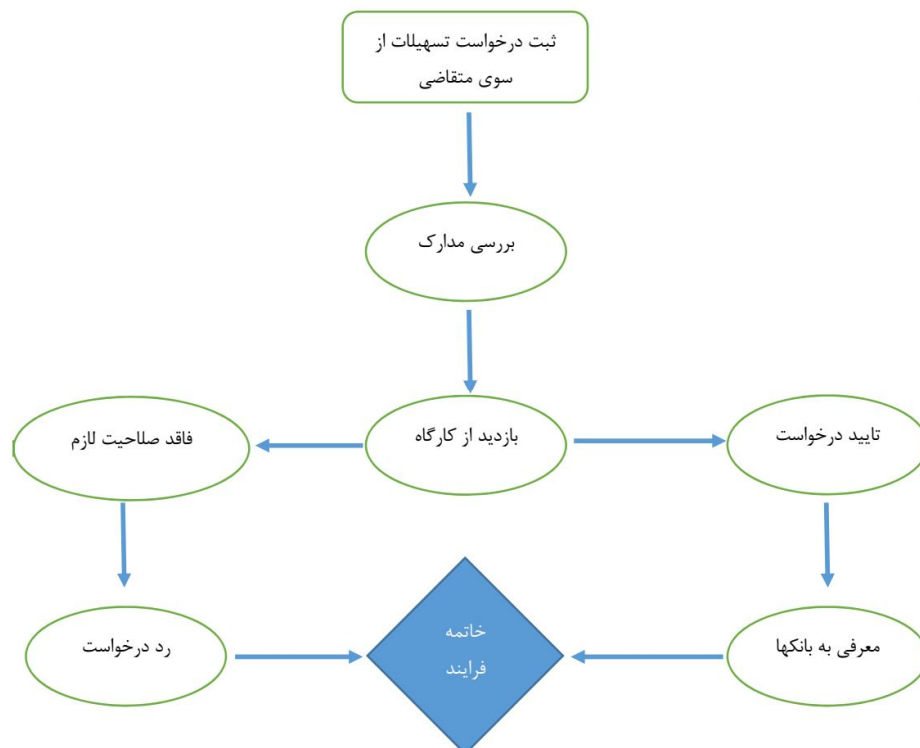 ثبت درخواست تسهیلات از
سوی متقاضی
بررسی مدارک
تایید درخواست
بازدید از کارگاه
فاقد صلاحیت لازم
معرفی به بانکها
خاتمه
فرایند
رد درخواست